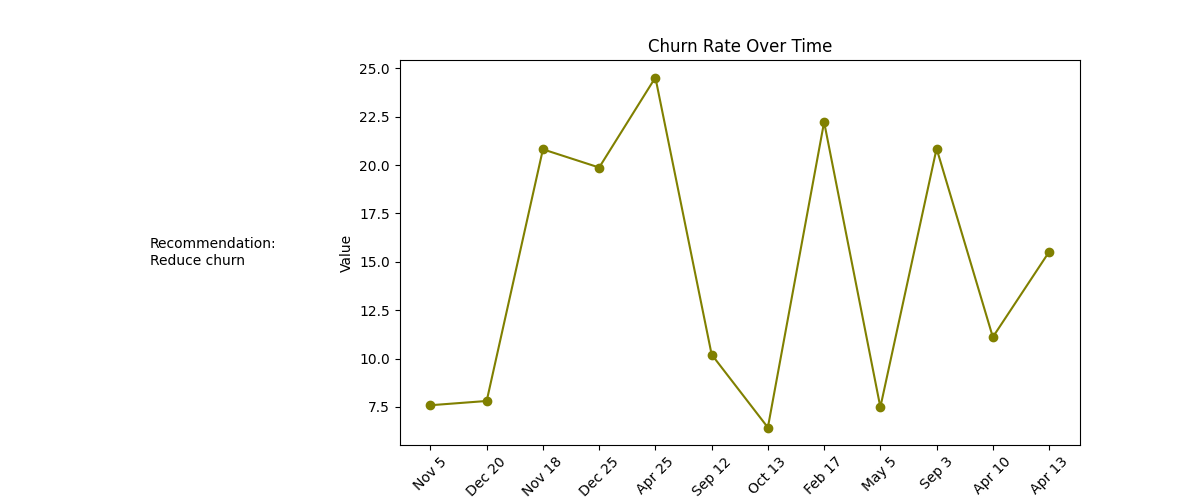 Churn Rate Over Time
Recommendation:
Reduce churn
Value
25.0
22.5
20.0
17.5
15.0
12.5
10.0
7.5
Nov 5
Dec 20
Nov 18
Dec 25
Apr 25
Sep 12
Oct 13
Feb 17
May 5
Sep 3
Apr 10
Apr 13